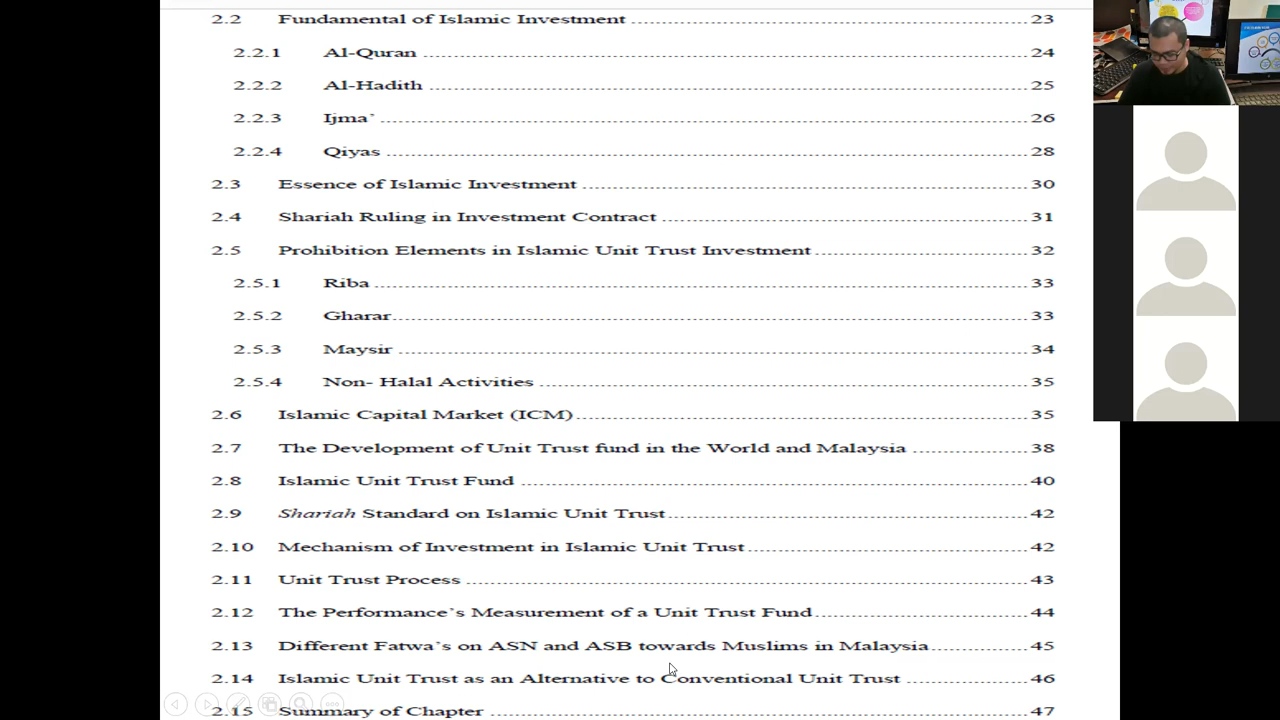 2.2 Fundamental of Islamic Investment 23
2.2.1 Al-Quran 24
2.2.2 Al-Hadith 25
2.2.3 Ijma’ 26
2.2.4 Qiyas 28
2.3 Essence of Islamic Investment 30
2.4 Shariah Ruling in Investment Contract 31
2.5 Prohibition Elements in Islamic Unit Trust Investment 32
2.5.1 Riba 33
2.5.2 Gharar 33
2.5.3 Maysir 34
2.5.4 Non- Halal Activities 35
2.6 Islamic Capital Market (ICM) 35
2.7 The Development of Unit Trust fund in the World and Malaysia 38
2.8 Islamic Unit Trust Fund 40
2.9 Shariah Standard on Islamic Unit Trust 42
2.10 Mechanism of Investment in Islamic Unit Trust 42
2.11 Unit Trust Process 43
2.12 The Performance’s Measurement of a Unit Trust Fund 44
2.13 Different Fatwa’s on ASN and ASB towards Muslims in Malaysia 45
2.14 Islamic Unit Trust as an Alternative to Conventional Unit Trust 46
2.15 Summary of Chapter 47